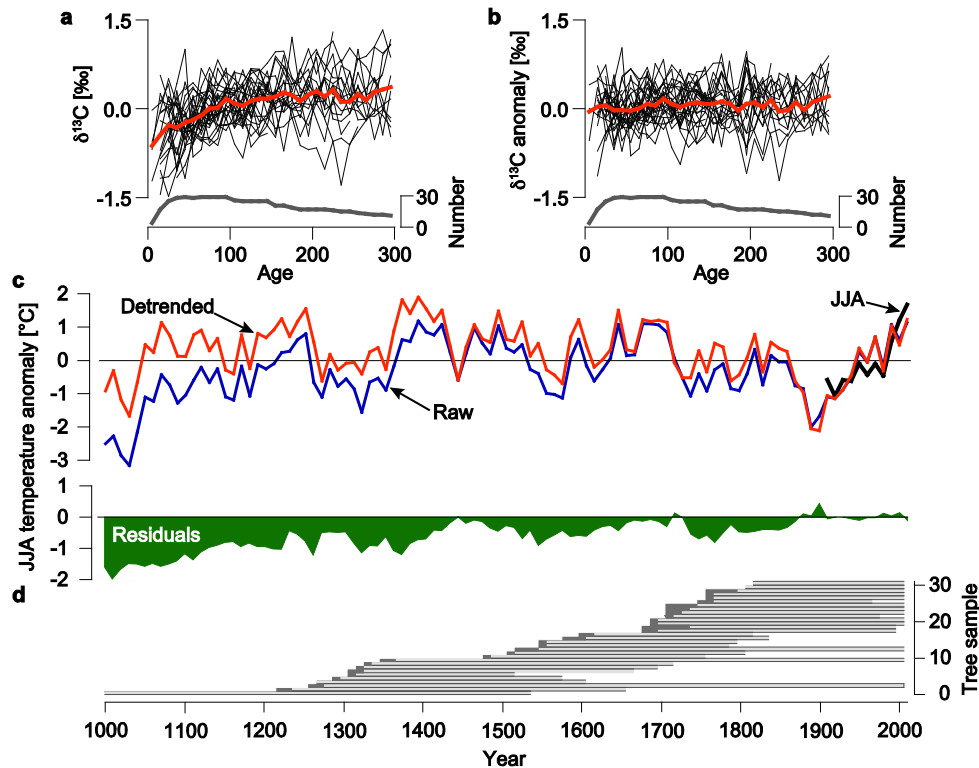 a
b
1.5
0.0
-1.5
δ¹³C [‰]
30
0
Number
0
100
200
300
Age
1.5
0.0
-1.5
δ¹³C anomaly [‰]
30
0
Number
0
100
200
300
Age
c
2
1
0
-1
-2
-3
1
0
-1
-2
JJA temperature anomaly [°C]
Detrended
Raw
JJA
Residuals
d
30
20
10
0
Tree sample
1000
1100
1200
1300
1400
1500
1600
1700
1800
1900
2000
Year